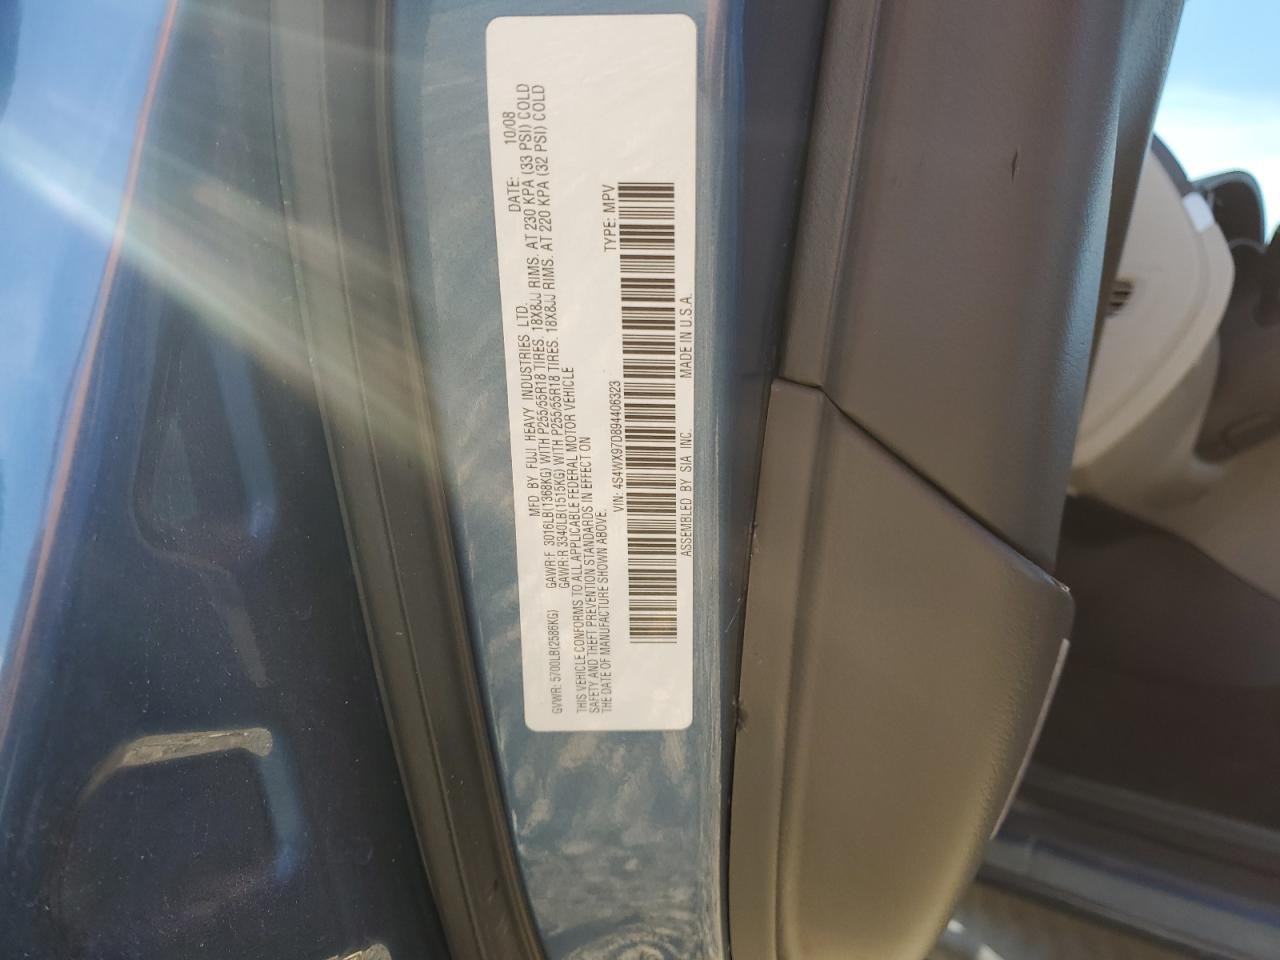 MFD BY FUJI HEAVY INDUSTRIES LTD. DATE: 10/08
GAWR:F 3016LB(1368KG) WITH P255/55R18 TIRES. 18X8JJ RIMS. AT 230 KPA (33 PSI) COLD
GVWR: 5700LB(2586KG) GAWR:R 3340LB(1515KG) WITH P255/55R18 TIRES. 18X8JJ RIMS. AT 220 KPA (32 PSI) COLD
THIS VEHICLE CONFORMS TO ALL APPLICABLE FEDERAL MOTOR VEHICLE
SAFETY AND THEFT PREVENTION STANDARDS IN EFFECT ON
THE DATE OF MANUFACTURE SHOWN ABOVE.
VIN: 4S4WX97D894406323 TYPE: MPV
ASSEMBLED BY SIA INC. MADE IN U.S.A.